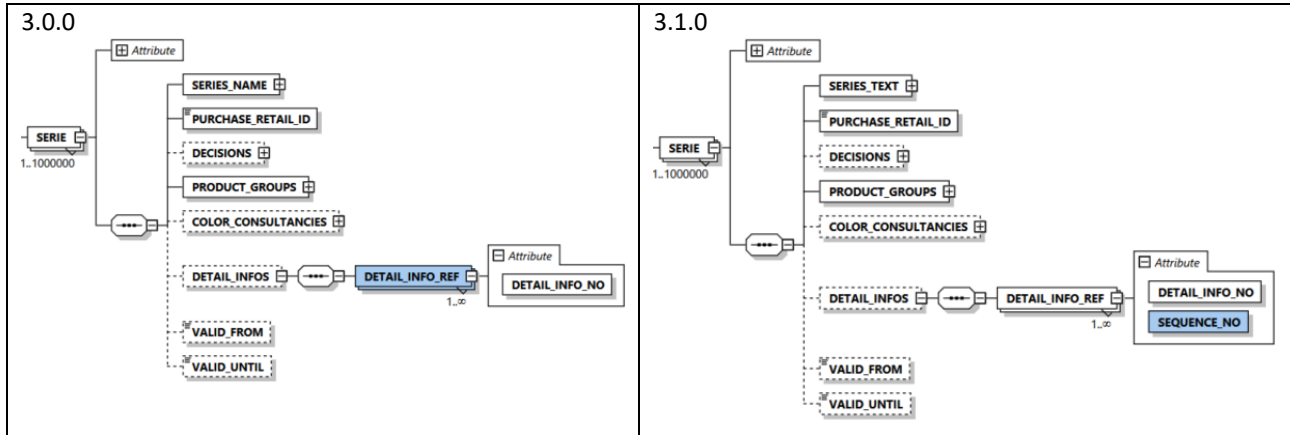 3.0.0
Attribute
SERIES_NAME
PURCHASE_RETAIL_ID
SERIE
1..1000000
DECISIONS
PRODUCT_GROUPS
COLOR_CONSULTANCIES
Attribute
DETAIL_INFOS
DETAIL_INFO_REF
DETAIL_INFO_NO
1..∞
VALID_FROM
VALID_UNTIL
3.1.0
Attribute
SERIES_TEXT
PURCHASE_RETAIL_ID
SERIE
1..1000000
DECISIONS
PRODUCT_GROUPS
COLOR_CONSULTANCIES
Attribute
DETAIL_INFOS
DETAIL_INFO_REF
DETAIL_INFO_NO
1..∞
SEQUENCE_NO
VALID_FROM
VALID_UNTIL